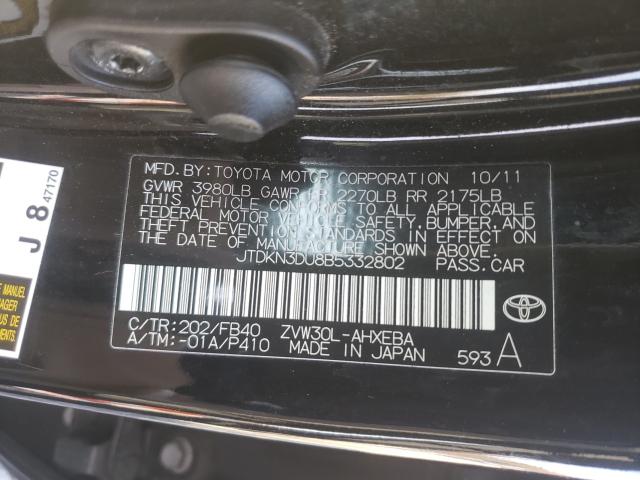 MFD. BY: TOYOTA MOTOR CORPORATION 10/11
GVWR 3980LB GAWR FR 2270LB RR 2175LB
THIS VEHICLE CONFORMS TO ALL APPLICABLE
FEDERAL MOTOR VEHICLE SAFETY, BUMPER, AND
THEFT PREVENTION STANDARDS IN EFFECT ON
THE DATE OF MANUFACTURE SHOWN ABOVE.
JTDKN3DU8B5332802 PASS. CAR
C/TR: 202/FB40 ZVW30L-AHXEBA
A/TM: -01A/P410 MADE IN JAPAN 593 A
J 8 47170
E MANUEL